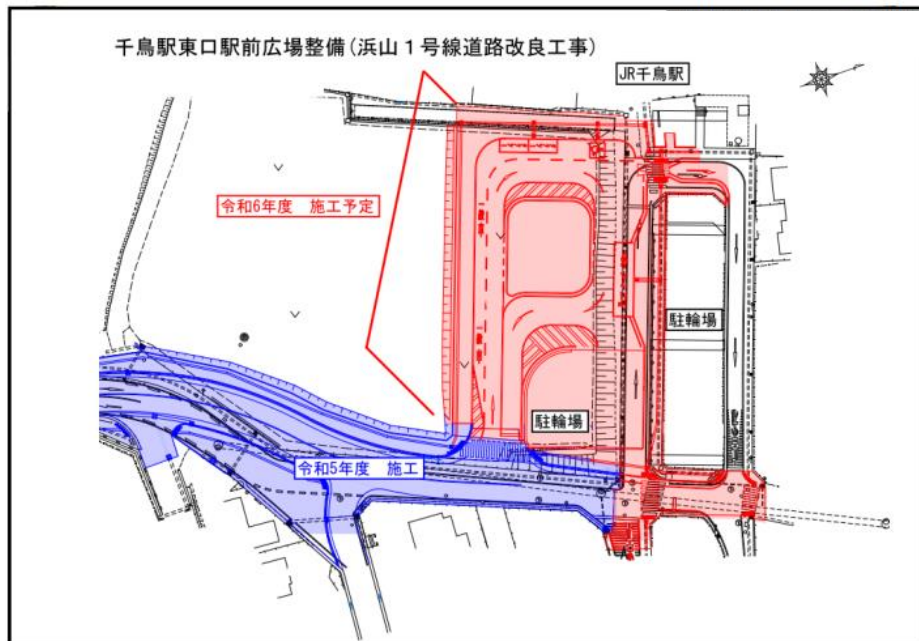 千鳥駅東口駅前広場整備(浜山1号線道路改良工事)
JR千鳥駅
令和6年度 施工予定
駐輪場
駐輪場
令和5年度 施工